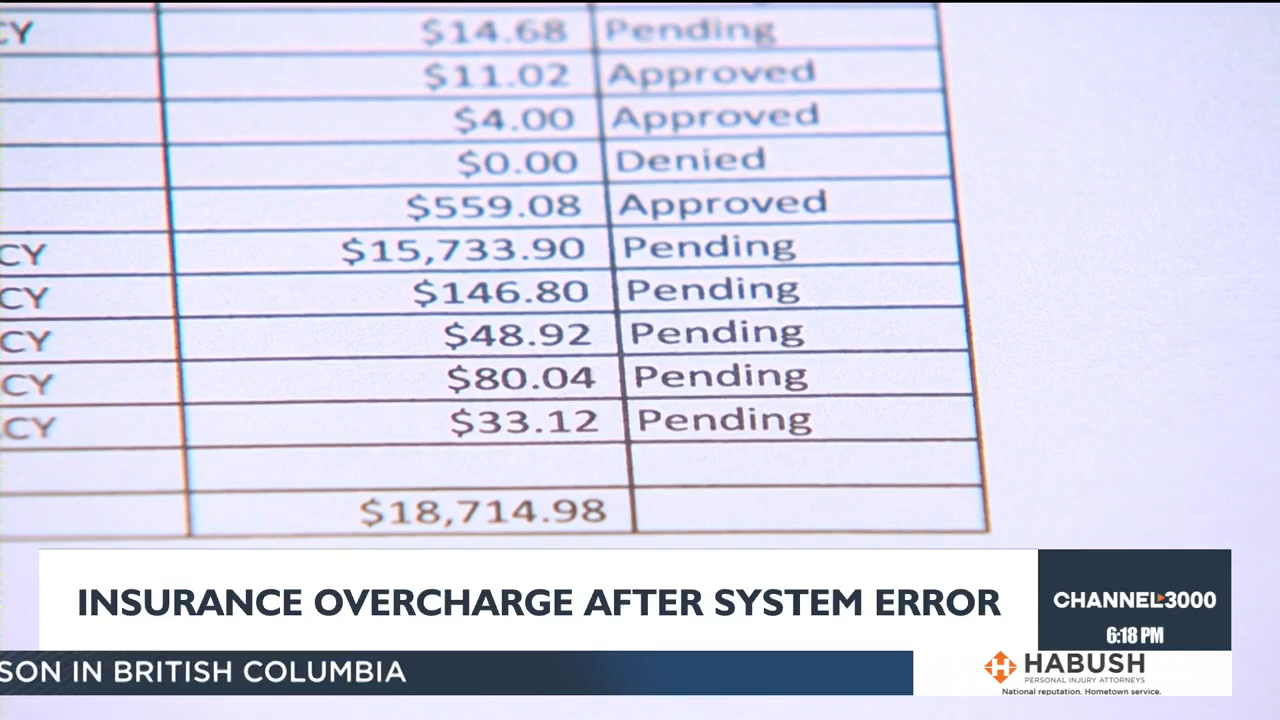 CY $14.68 Pending
$11.02 Approved
$4.00 Approved
$0.00 Denied
$559.08 Approved
CY $15,733.90 Pending
CY $146.80 Pending
CY $48.92 Pending
CY $80.04 Pending
CY $33.12 Pending
$18,714.98
INSURANCE OVERCHARGE AFTER SYSTEM ERROR
CHANNEL3000
6:18 PM
SON IN BRITISH COLUMBIA
HABUSH
PERSONAL INJURY ATTORNEYS
National reputation. Hometown service.